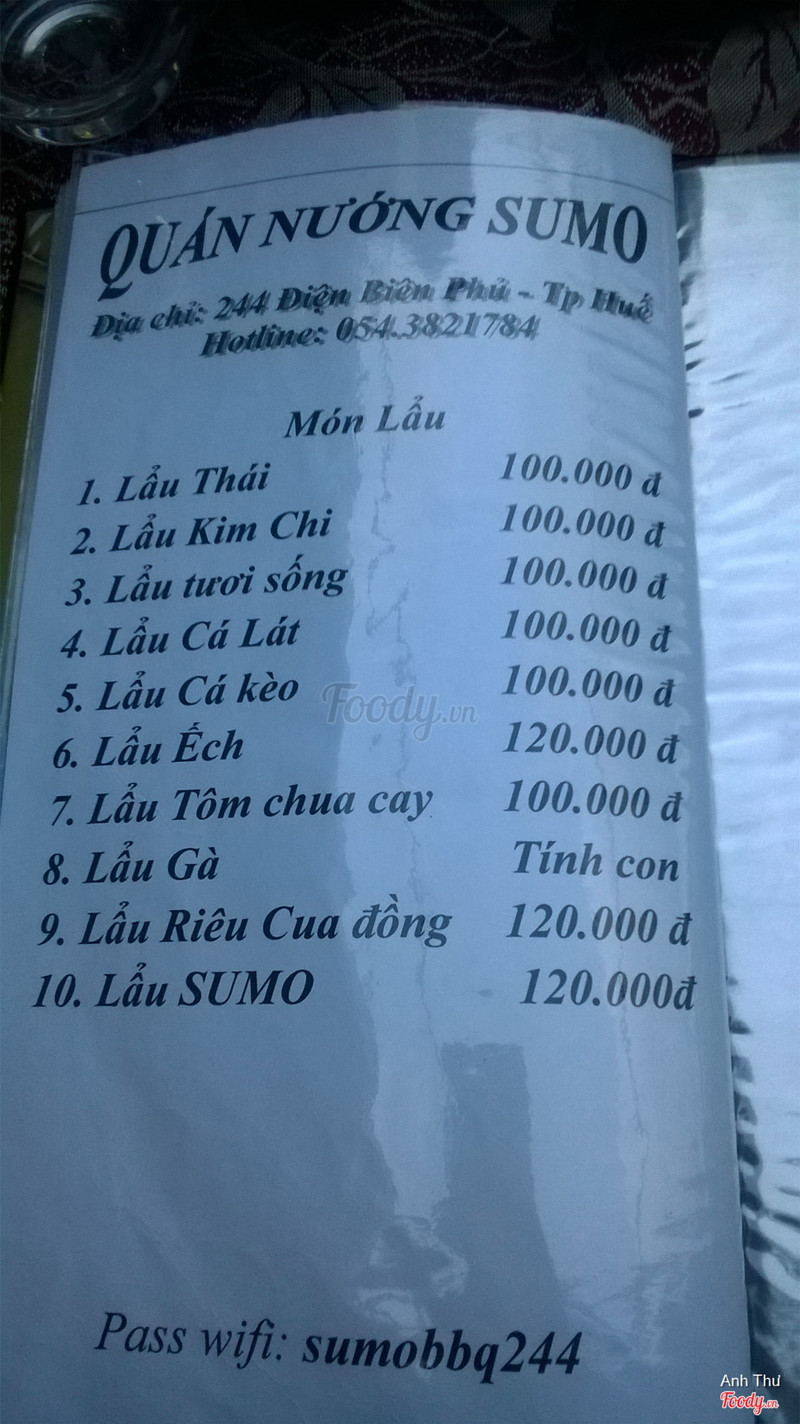 QUÁN NƯỚNG SUMO
Địa chỉ: 244 Điện Biên Phủ - Tp Huế
Hotline: 054.3821784
Món Lẩu
1. Lẩu Thái 100.000 đ
2. Lẩu Kim Chi 100.000 đ
3. Lẩu tươi sống 100.000 đ
4. Lẩu Cá Lát 100.000 đ
5. Lẩu Cá kèo 100.000 đ
Foody.vn
6. Lẩu Ếch 120.000 đ
7. Lẩu Tôm chua cay 100.000 đ
8. Lẩu Gà Tính con
9. Lẩu Riêu Cua đồng 120.000 đ
10. Lẩu SUMO 120.000đ
Pass wifi: sumobbq244
Anh Thư
Foody.vn